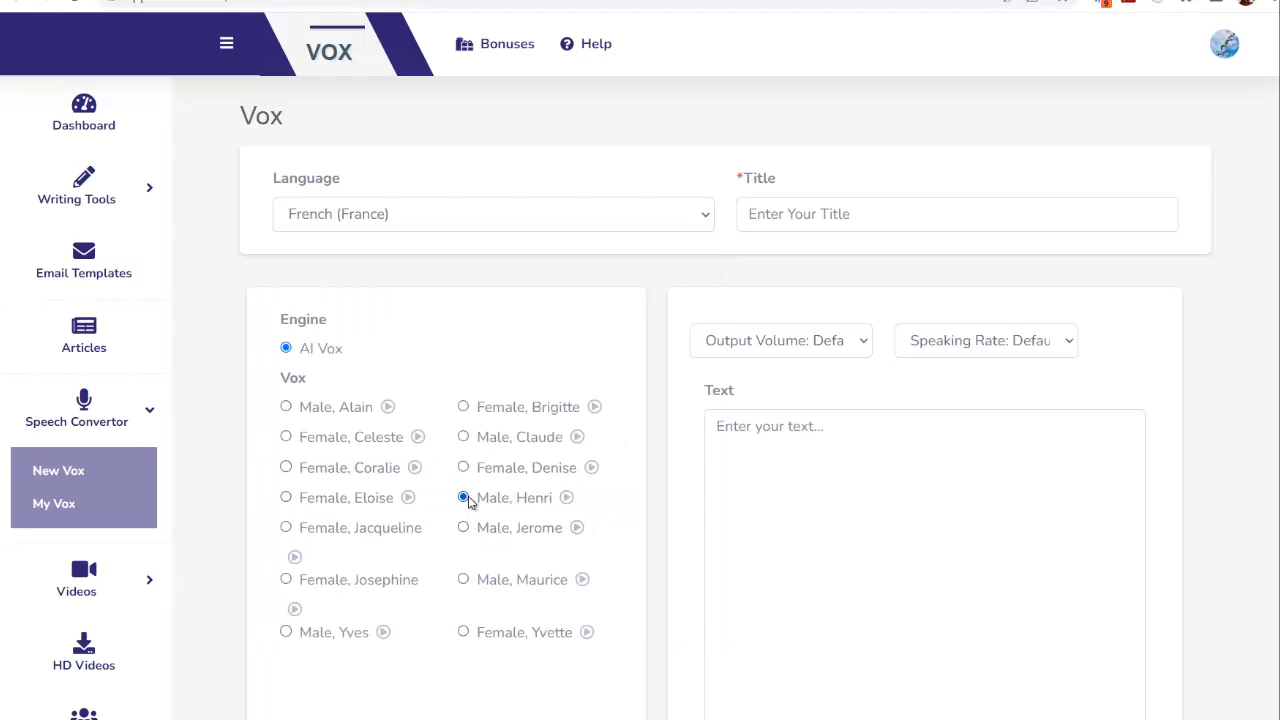 VOX
Bonuses
Help
Dashboard
Writing Tools
Email Templates
Articles
Speech Convertor
New Vox
My Vox
Videos
HD Videos
Vox
Language
*Title
French (France)
Enter Your Title
Engine
AI Vox
Vox
Male, Alain
Female, Brigitte
Female, Celeste
Male, Claude
Female, Coralie
Female, Denise
Female, Eloise
Male, Henri
Female, Jacqueline
Male, Jerome
Female, Josephine
Male, Maurice
Male, Yves
Female, Yvette
Output Volume: Defa
Speaking Rate: Defau
Text
Enter your text...